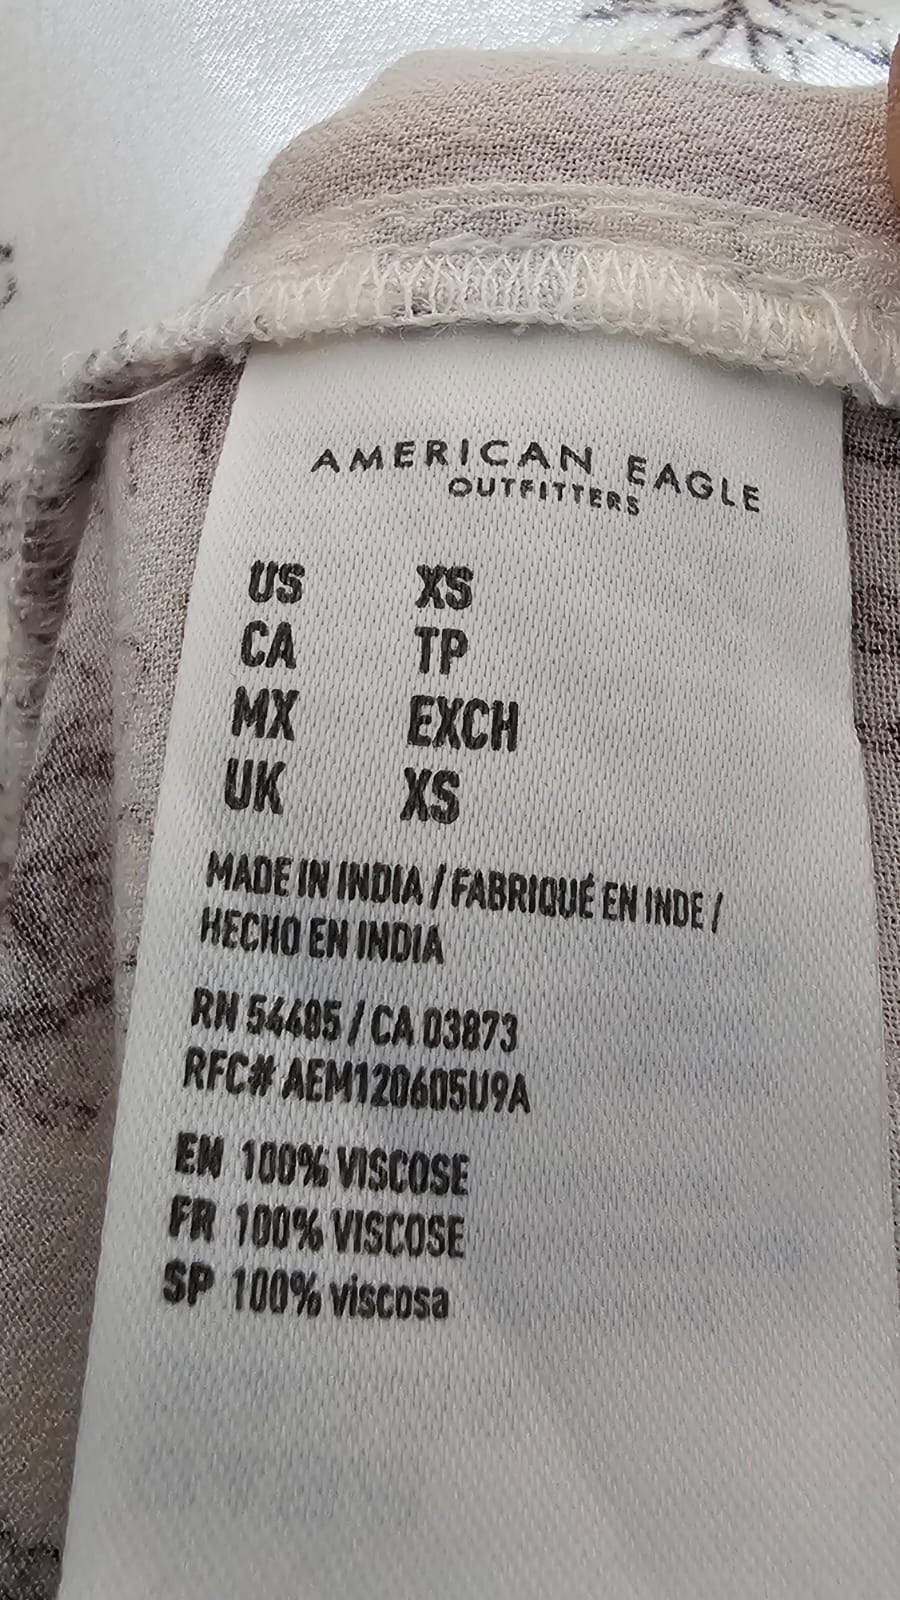 AMERICAN EAGLE
OUTFITTERS
US XS
CA TP
MX EXCH
UK XS
MADE IN INDIA / FABRIQUÉ EN INDE /
HECHO EN INDIA
RN 54485 / CA 03873
RFC# AEM120605U9A
EN 100% VISCOSE
FR 100% VISCOSE
SP 100% viscosa